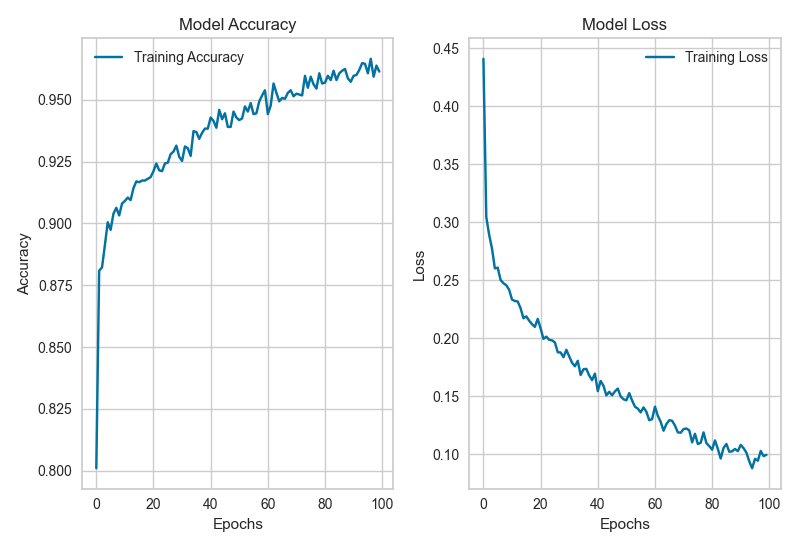 Model Accuracy
Training Accuracy
0.950
0.925
0.900
0.875
0.850
0.825
0.800
Accuracy
0 20 40 60 80 100
Epochs
Model Loss
Training Loss
0.45
0.40
0.35
0.30
0.25
0.20
0.15
0.10
Loss
0 20 40 60 80 100
Epochs